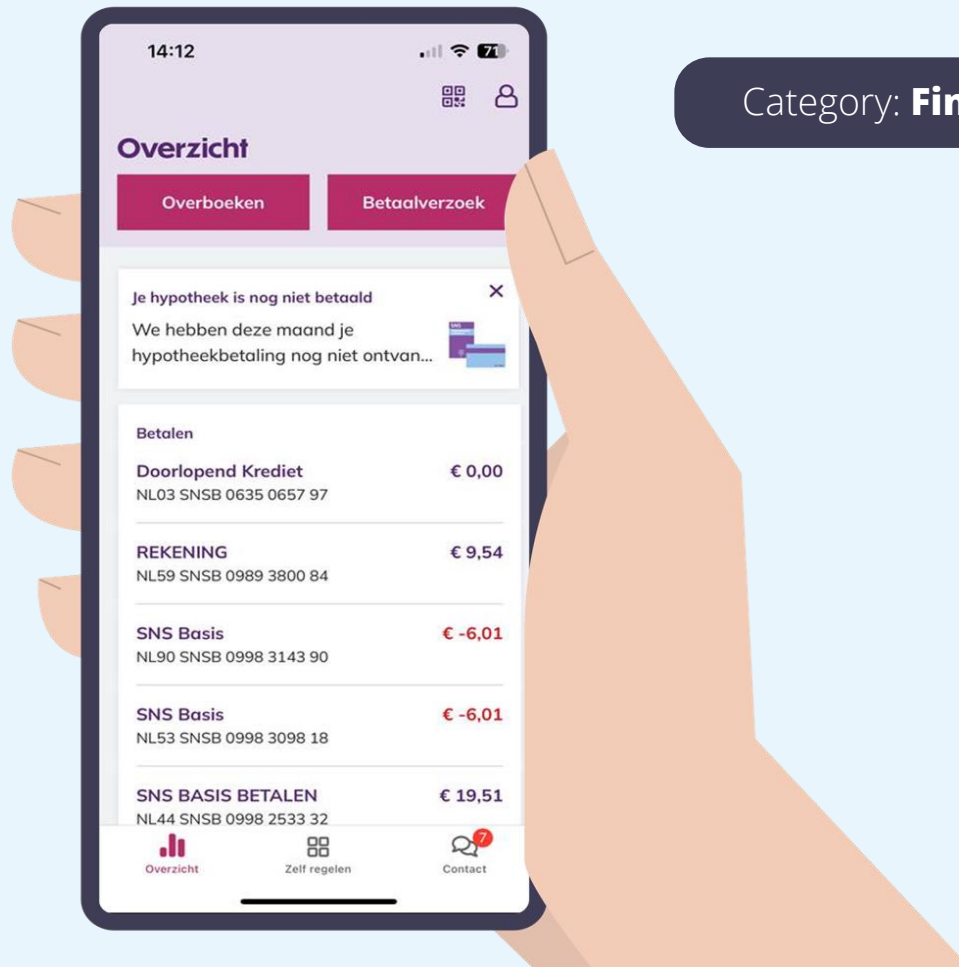 14:12
71
Category: Fin
Overzicht
Overboeken
Betaalverzoek
Je hypotheek is nog niet betaald
We hebben deze maand je
hypotheekbetaling nog niet ontvan...
SNS
Betalen
Doorlopend Krediet € 0,00
NL03 SNSB 0635 0657 97
REKENING € 9,54
NL59 SNSB 0989 3800 84
SNS Basis € -6,01
NL90 SNSB 0998 3143 90
SNS Basis € -6,01
NL53 SNSB 0998 3098 18
SNS BASIS BETALEN € 19,51
NL44 SNSB 0998 2533 32
7
Overzicht
Zelf regelen
Contact